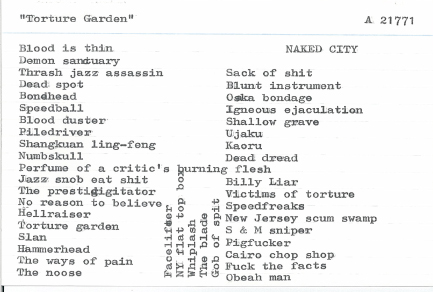 "Torture Garden"
A 21771
NAKED CITY
Blood is thin
Demon sanctuary
Thrash jazz assassin
Dead spot
Bondhead
Speedball
Blood duster
Piledriver
Shangkuan ling-feng
Numbskull
Perfume of a critic's burning flesh
Jazz snob eat shit
The prestidigitator
No reason to believe
Hellraiser
Torture garden
Slan
Hammerhead
The ways of pain
The noose
Facelifter
NY flat top box
Whiplash
The blade
Gob of spit
Sack of shit
Blunt instrument
Osaka bondage
Igneous ejaculation
Shallow grave
Ujaku
Kaoru
Dead dread
Billy Liar
Victims of torture
Speedfreaks
New Jersey scum swamp
S & M sniper
Pigfucker
Cairo chop shop
Fuck the facts
Obeah man